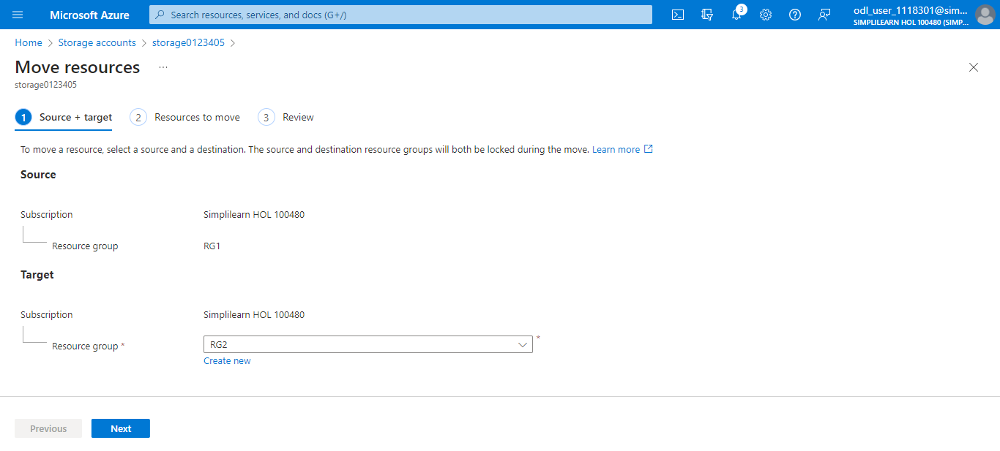 Microsoft Azure
Search resources, services, and docs (G+/)
3
odl_user_1118301@sim...
SIMPLILEARN HOL 100480 (SIMP...
Home > Storage accounts > storage0123405 >
Move resources ...
storage0123405
1 Source + target 2 Resources to move 3 Review
To move a resource, select a source and a destination. The source and destination resource groups will both be locked during the move. Learn more
Source
Subscription Simplilearn HOL 100480
Resource group RG1
Target
Subscription Simplilearn HOL 100480
Resource group * RG2 *
Create new
Previous Next